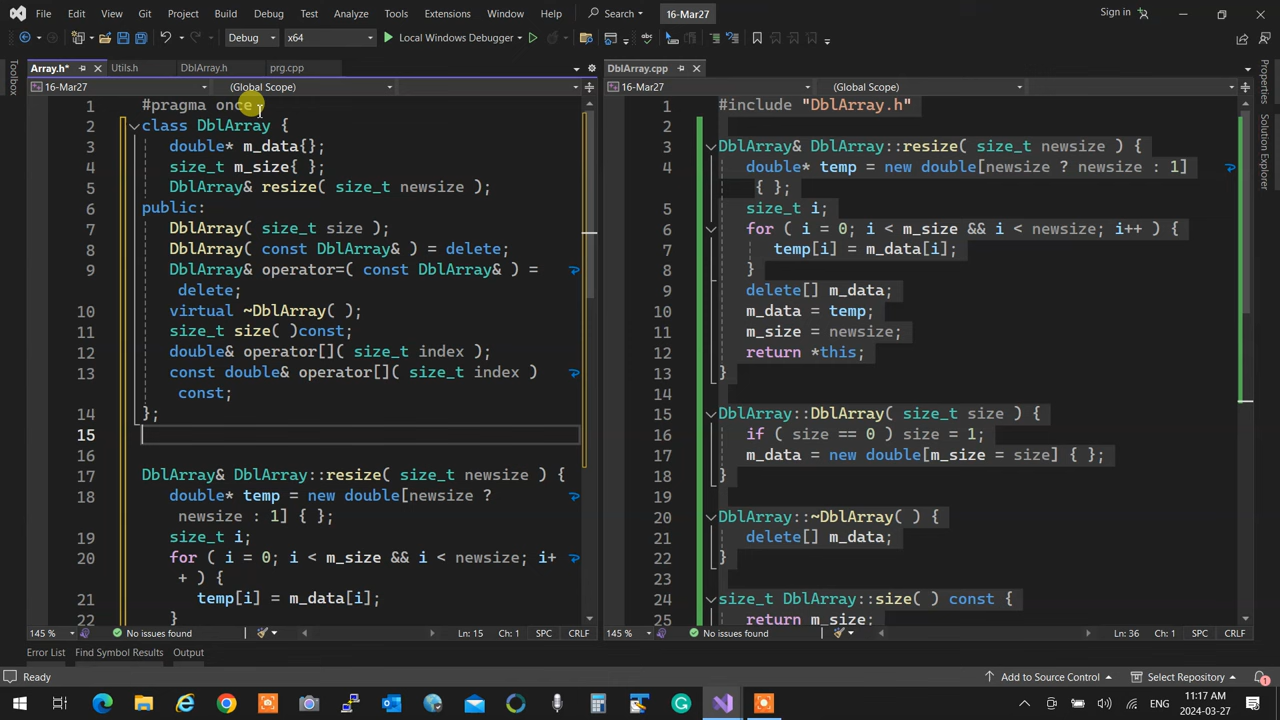 File Edit View Git Project Build Debug Test Analyze Tools Extensions Window Help Search 16-Mar27 Sign in
Debug x64 Local Windows Debugger
Array.h* Utils.h DblArray.h prg.cpp DblArray.cpp
16-Mar27 (Global Scope)
16-Mar27 (Global Scope)
Toolbox
Solution Explorer
1 #pragma once
2 class DblArray {
3 double* m_data{};
4 size_t m_size{ };
5 DblArray& resize( size_t newsize );
6 public:
7 DblArray( size_t size );
8 DblArray( const DblArray& ) = delete;
9 DblArray& operator=( const DblArray& ) =
delete;
10 virtual ~DblArray( );
11 size_t size( )const;
12 double& operator[]( size_t index );
13 const double& operator[]( size_t index )
const;
14 };
15
16
17 DblArray& DblArray::resize( size_t newsize ) {
18 double* temp = new double[newsize ?
newsize : 1] { };
19 size_t i;
20 for ( i = 0; i < m_size && i < newsize; i+
+ ) {
21 temp[i] = m_data[i];
22 }
1 #include "DblArray.h"
2
3 DblArray& DblArray::resize( size_t newsize ) {
4 double* temp = new double[newsize ? newsize : 1]
{ };
5 size_t i;
6 for ( i = 0; i < m_size && i < newsize; i++ ) {
7 temp[i] = m_data[i];
8 }
9 delete[] m_data;
10 m_data = temp;
11 m_size = newsize;
12 return *this;
13 }
14
15 DblArray::DblArray( size_t size ) {
16 if ( size == 0 ) size = 1;
17 m_data = new double[m_size = size] { };
18 }
19
20 DblArray::~DblArray( ) {
21 delete[] m_data;
22 }
23
24 size_t DblArray::size( ) const {
25 return m_size;
145 % No issues found Ln: 15 Ch: 1 SPC CRLF
145 % No issues found Ln: 36 Ch: 1 SPC CRLF
Error List Find Symbol Results Output
Ready Add to Source Control Select Repository 1
ENG 11:17 AM
2024-03-27